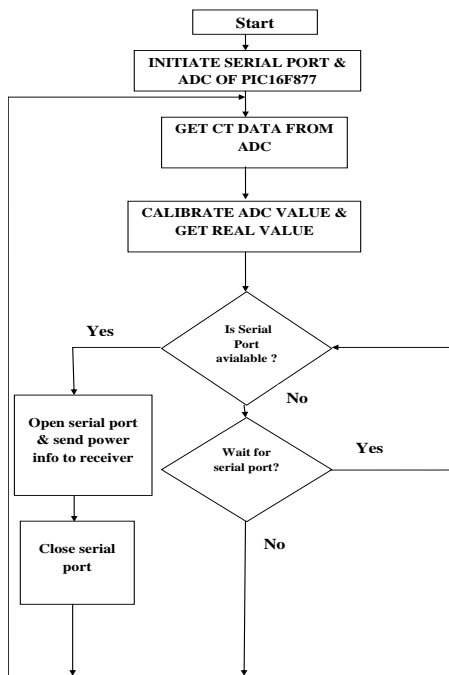 Start
INITIATE SERIAL PORT &
ADC OF PIC16F877
GET CT DATA FROM
ADC
CALIBRATE ADC VALUE &
GET REAL VALUE
Is Serial
Port
avialable ?
Yes
No
Open serial port
& send power
info to receiver
Wait for
serial port?
Yes
No
Close serial
port